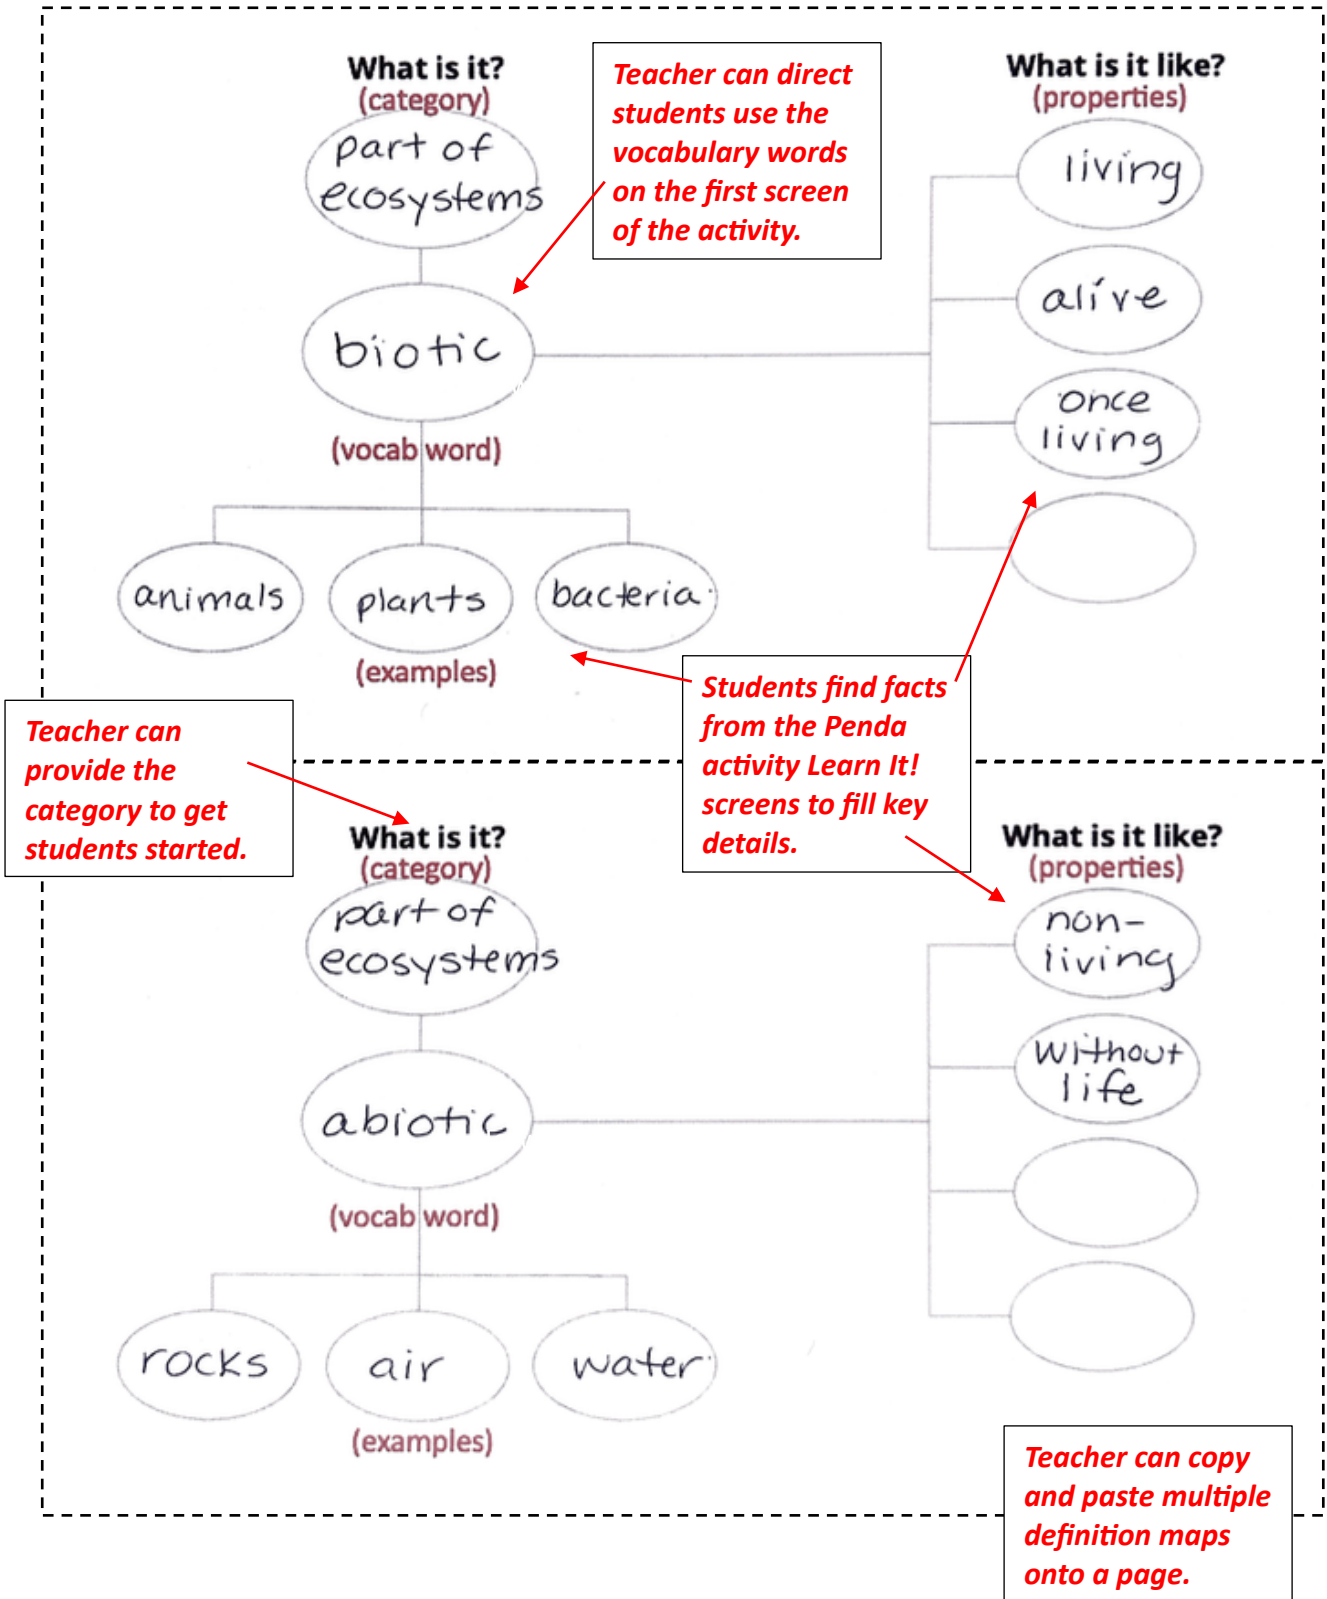 What is it?
(category)
part of
ecosystems
Teacher can direct
students use the
vocabulary words
on the first screen
of the activity.
What is it like?
(properties)
living
alive
once
living
biotic
(vocab word)
animals
plants
bacteria
(examples)
Students find facts
from the Penda
activity Learn It!
screens to fill key
details.
Teacher can
provide the
category to get
students started.
What is it?
(category)
part of
ecosystems
What is it like?
(properties)
non-
living
without
life
abiotic
(vocab word)
rocks
air
water
(examples)
Teacher can copy
and paste multiple
definition maps
onto a page.